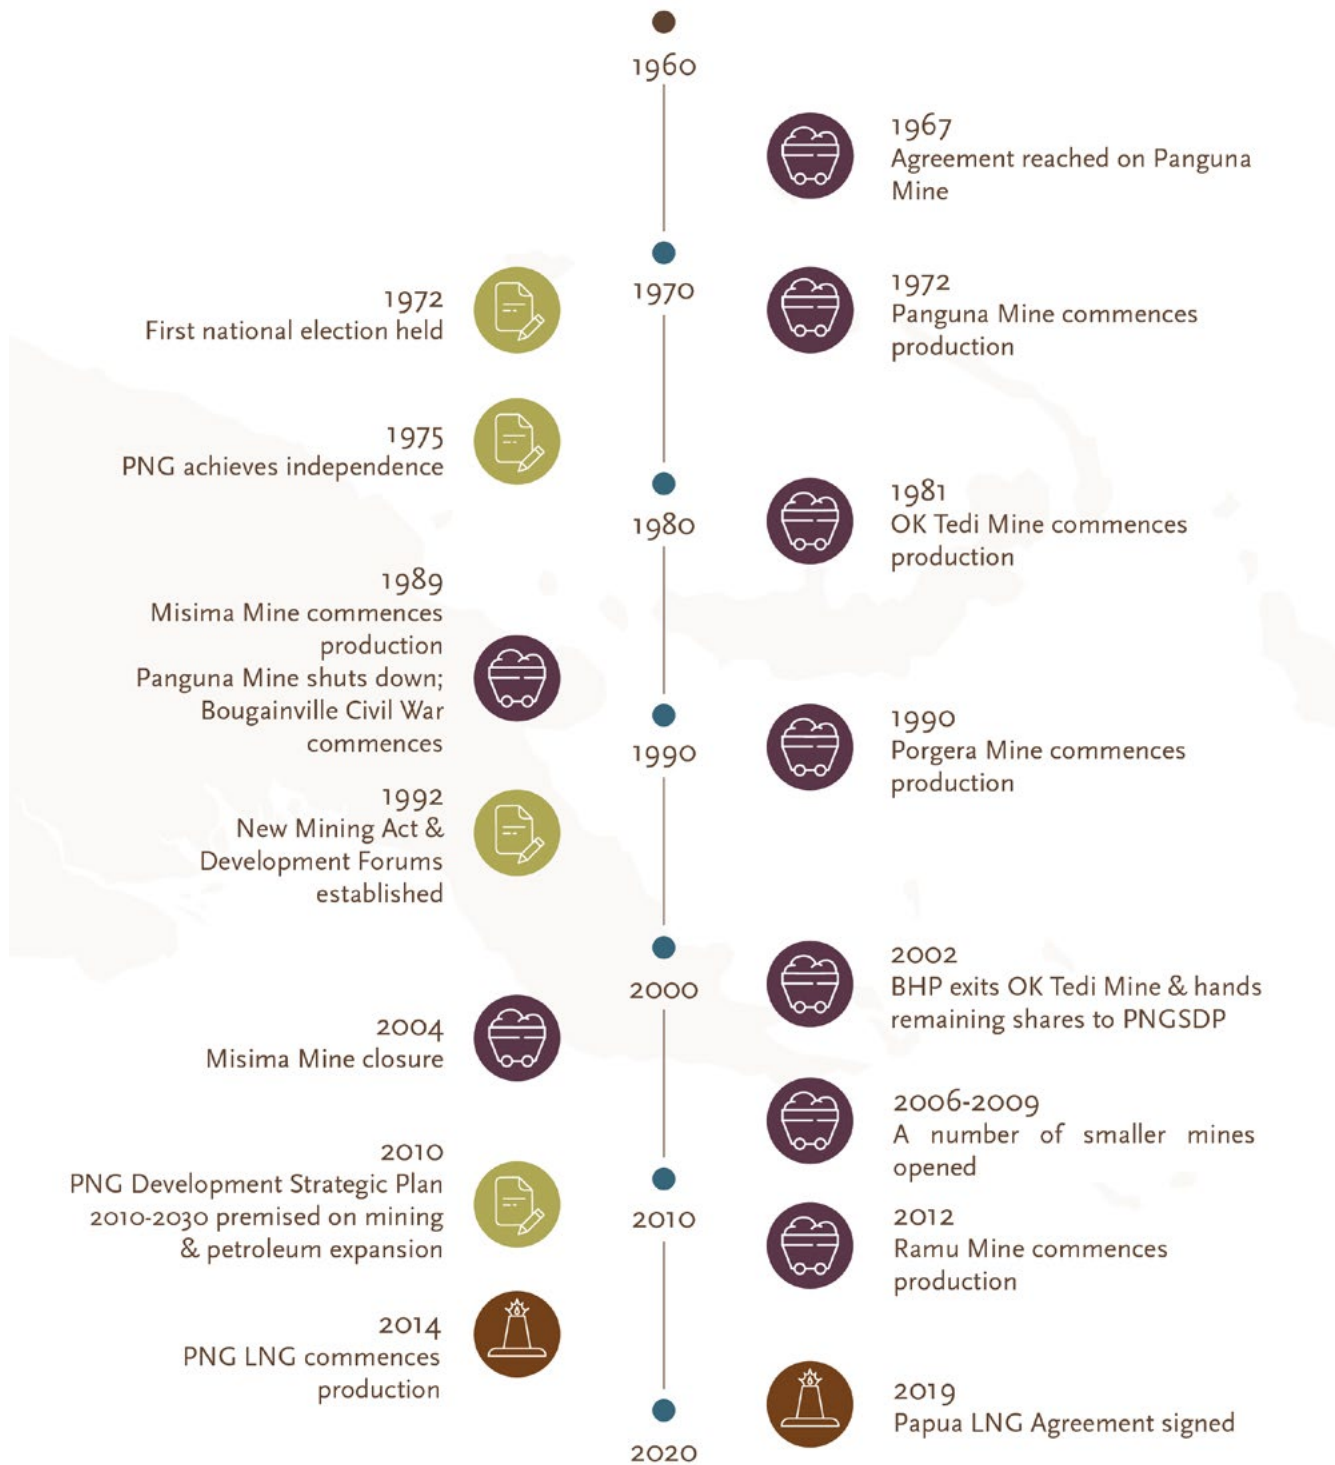 1960
1967
Agreement reached on Panguna
Mine
1970
1972
First national election held
1972
Panguna Mine commences
production
1975
PNG achieves independence
1980
1981
OK Tedi Mine commences
production
1989
Misima Mine commences
production
Panguna Mine shuts down;
Bougainville Civil War
commences
1990
1990
Porgera Mine commences
production
1992
New Mining Act &
Development Forums
established
2000
2002
BHP exits OK Tedi Mine & hands
remaining shares to PNGSDP
2004
Misima Mine closure
2006-2009
A number of smaller mines
opened
2010
PNG Development Strategic Plan
2010-2030 premised on mining
& petroleum expansion
2010
2012
Ramu Mine commences
production
2014
PNG LNG commences
production
2019
Papua LNG Agreement signed
2020